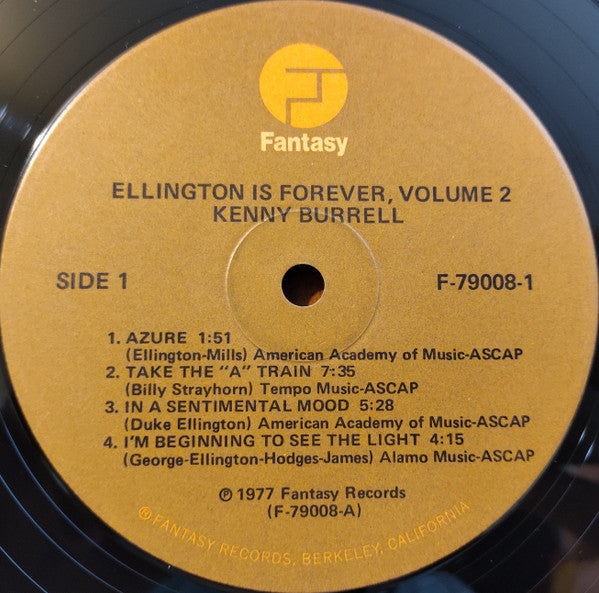 Fantasy
ELLINGTON IS FOREVER, VOLUME 2
KENNY BURRELL
SIDE 1
F-79008-1
1. AZURE 1:51
(Ellington-Mills) American Academy of Music-ASCAP
2. TAKE THE "A" TRAIN 7:35
(Billy Strayhorn) Tempo Music-ASCAP
3. IN A SENTIMENTAL MOOD 5:28
(Duke Ellington) American Academy of Music-ASCAP
4. I'M BEGINNING TO SEE THE LIGHT 4:15
(George-Ellington-Hodges-James) Alamo Music-ASCAP
℗ 1977 Fantasy Records
(F-79008-A)
® FANTASY RECORDS, BERKELEY, CALIFORNIA